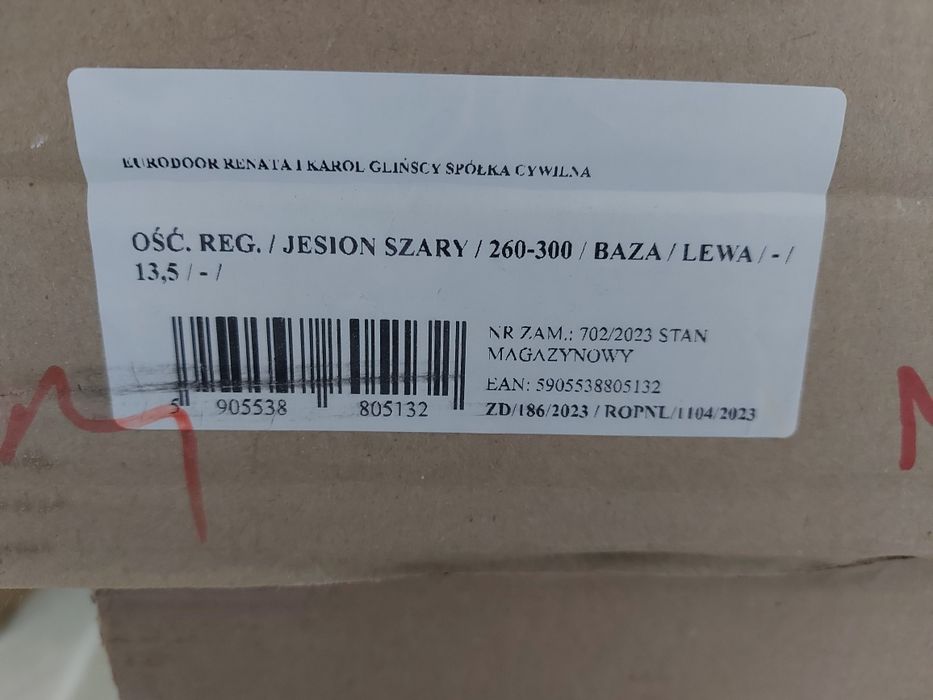 EURODOOR RENATA I KAROL GLIŃSCY SPÓŁKA CYWILNA
OŚĆ. REG. / JESION SZARY / 260-300 / BAZA / LEWA / - /
13,5 / - /
NR ZAM.: 702/2023 STAN
MAGAZYNOWY
EAN: 5905538805132
ZD/186/2023 / ROPNL/1104/2023
5 905538 805132